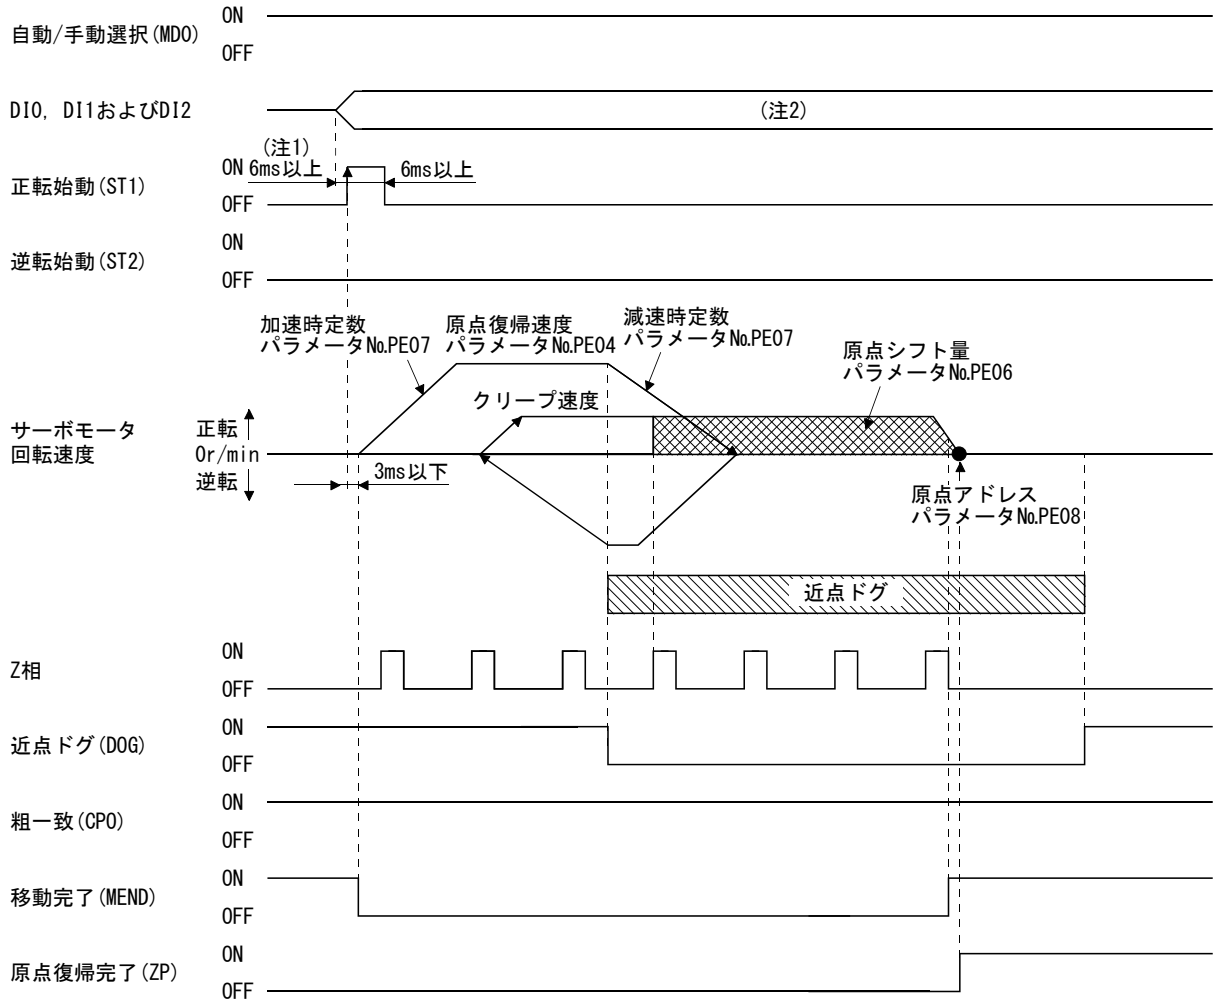 自動/手動選択(MD0)
ON
OFF
DI0, DI1およびDI2
(注2)
正転始動(ST1)
ON
OFF
(注1)
6ms以上
6ms以上
逆転始動(ST2)
ON
OFF
加速時定数
パラメータNo.PE07
原点復帰速度
パラメータNo.PE04
減速時定数
パラメータNo.PE07
原点シフト量
パラメータNo.PE06
クリープ速度
サーボモータ
回転速度
正転
0r/min
逆転
3ms以下
原点アドレス
パラメータNo.PE08
近点ドグ
Z相
ON
OFF
近点ドグ(DOG)
ON
OFF
粗一致(CPO)
ON
OFF
移動完了(MEND)
ON
OFF
原点復帰完了(ZP)
ON
OFF